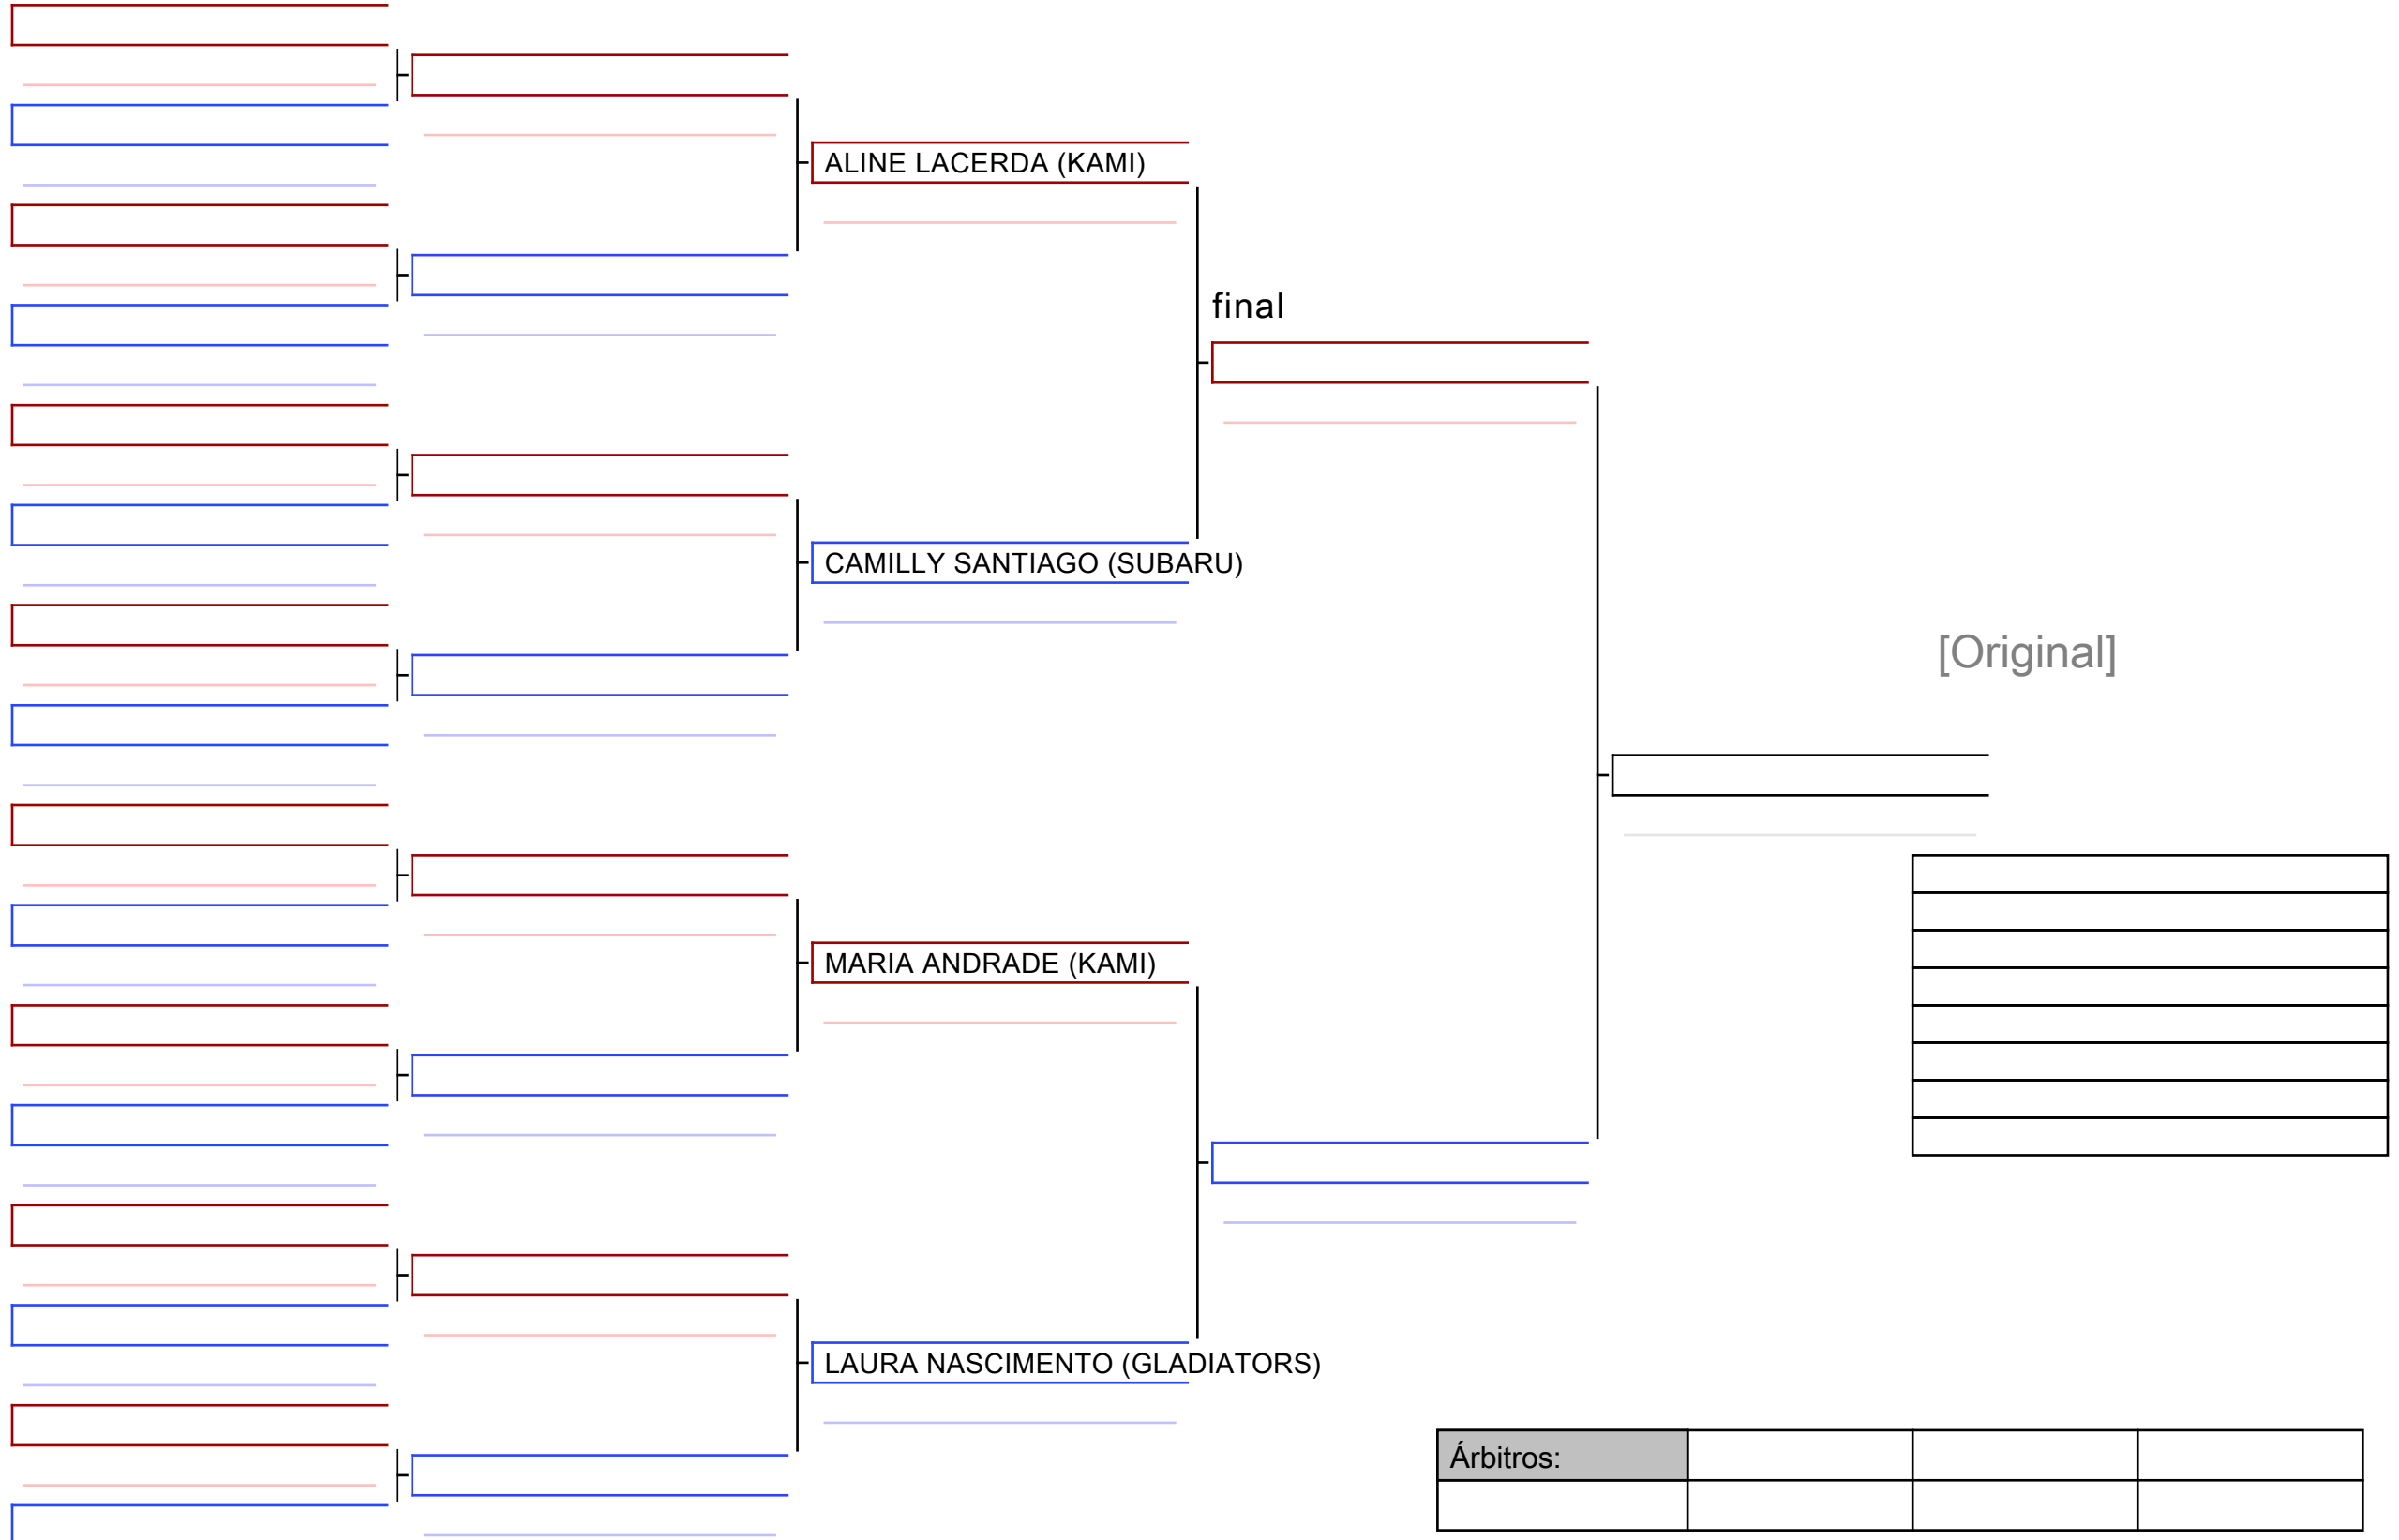 ALINE LACERDA (KAMI)
final
CAMILLY SANTIAGO (SUBARU)
[Original]
MARIA ANDRADE (KAMI)
LAURA NASCIMENTO (GLADIATORS)
Árbitros: